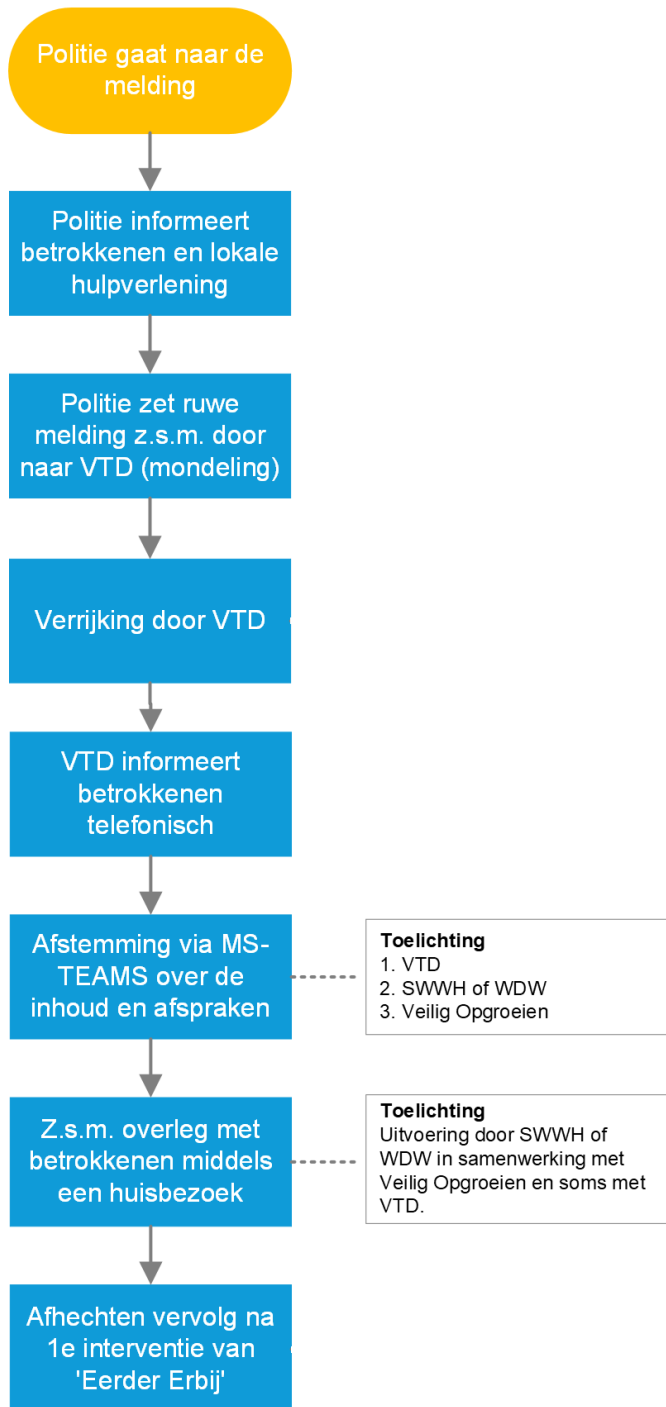 Politie gaat naar de
melding
Politie informeert
betrokkenen en lokale
hulpverlening
Politie zet ruwe
melding z.s.m. door
naar VTD (mondeling)
Verrijking door VTD
VTD informeert
betrokkenen
telefonisch
Afstemming via MS-
TEAMS over de
inhoud en afspraken
Toelichting
1. VTD
2. SWWH of WDW
3. Veilig Opgroeien
Z.s.m. overleg met
betrokkenen middels
een huisbezoek
Toelichting
Uitvoering door SWWH of
WDW in samenwerking met
Veilig Opgroeien en soms met
VTD.
Afhechten vervolg na
1e interventie van
'Eerder Erbij'